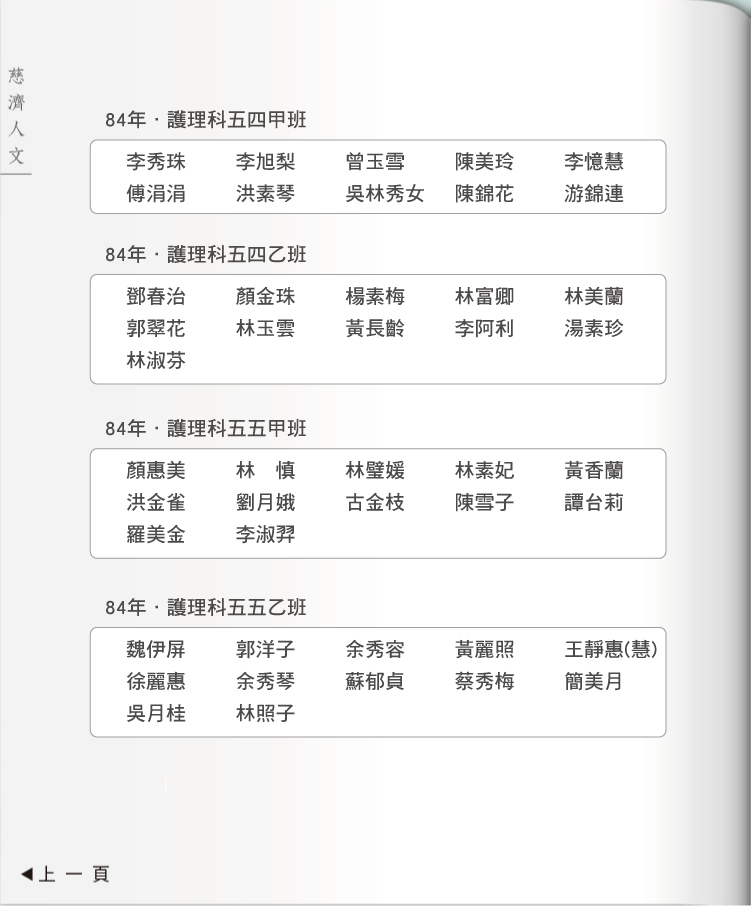 慈濟人文
84年·護理科五四甲班
李秀珠 李旭梨 曾玉雪 陳美玲 李憶慧
傅涓涓 洪素琴 吳林秀女 陳錦花 游錦連
84年·護理科五四乙班
鄧春治 顏金珠 楊素梅 林富卿 林美蘭
郭翠花 林玉雲 黃長齡 李阿利 湯素珍
林淑芬
84年·護理科五五甲班
顏惠美 林　慎 林璧媛 林素妃 黃香蘭
洪金雀 劉月娥 古金枝 陳雪子 譚台莉
羅美金 李淑羿
84年·護理科五五乙班
魏伊屏 郭洋子 余秀容 黃麗照 王靜惠(慧)
徐麗惠 余秀琴 蘇郁貞 蔡秀梅 簡美月
吳月桂 林照子
◀上一頁